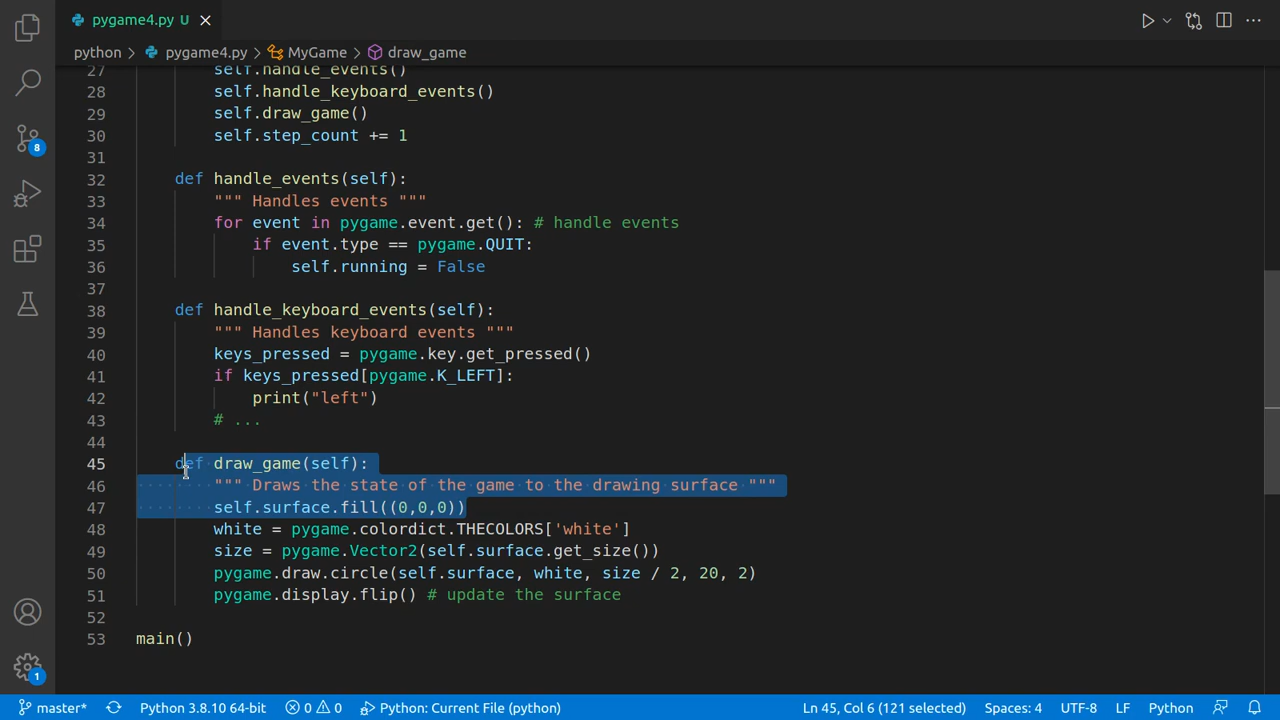 pygame4.py U
python > pygame4.py > MyGame > draw_game
27 self.handle_events()
28 self.handle_keyboard_events()
29 self.draw_game()
30 self.step_count += 1
31
32 def handle_events(self):
33 """ Handles events """
34 for event in pygame.event.get(): # handle events
35 if event.type == pygame.QUIT:
36 self.running = False
37
38 def handle_keyboard_events(self):
39 """ Handles keyboard events """
40 keys_pressed = pygame.key.get_pressed()
41 if keys_pressed[pygame.K_LEFT]:
42 print("left")
43 # ...
44
45 def draw_game(self):
46 """ Draws the state of the game to the drawing surface """
47 self.surface.fill((0,0,0))
48 white = pygame.colordict.THECOLORS['white']
49 size = pygame.Vector2(self.surface.get_size())
50 pygame.draw.circle(self.surface, white, size / 2, 20, 2)
51 pygame.display.flip() # update the surface
52
53 main()
8
1
master* Python 3.8.10 64-bit 0 0 Python: Current File (python) Ln 45, Col 6 (121 selected) Spaces: 4 UTF-8 LF Python